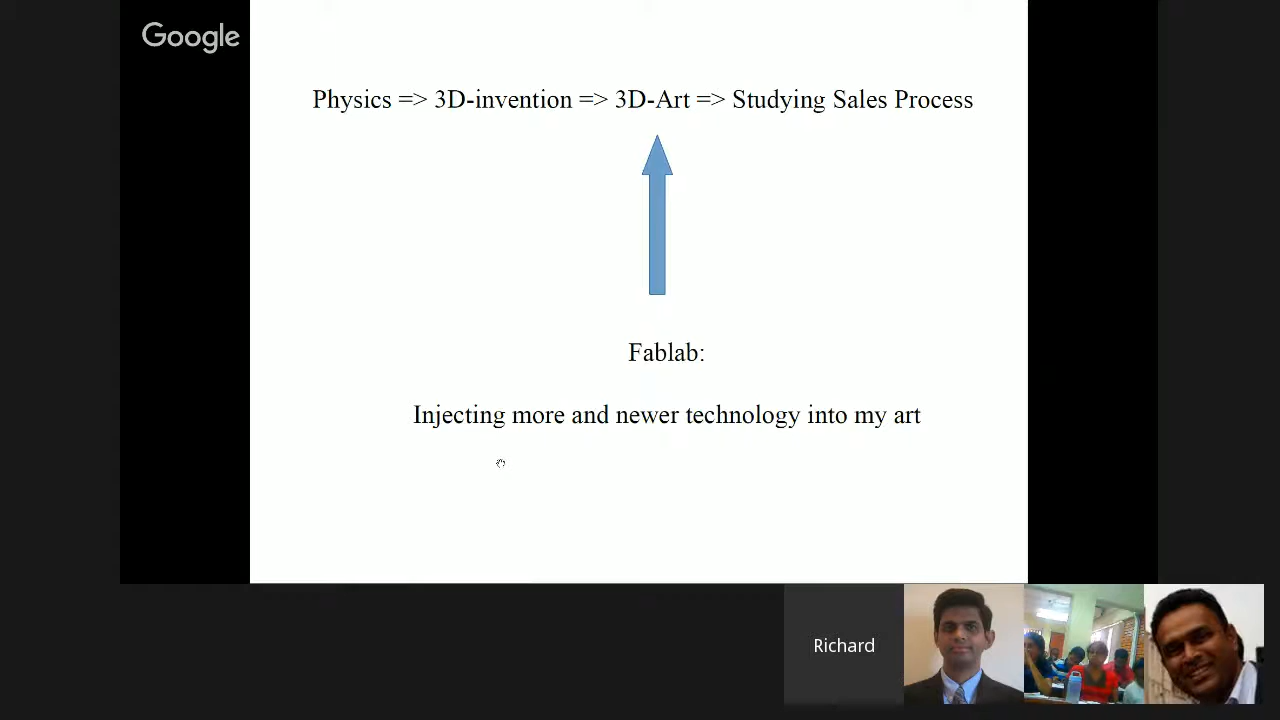 Google
Physics => 3D-invention => 3D-Art => Studying Sales Process
Fablab:
Injecting more and newer technology into my art
Richard